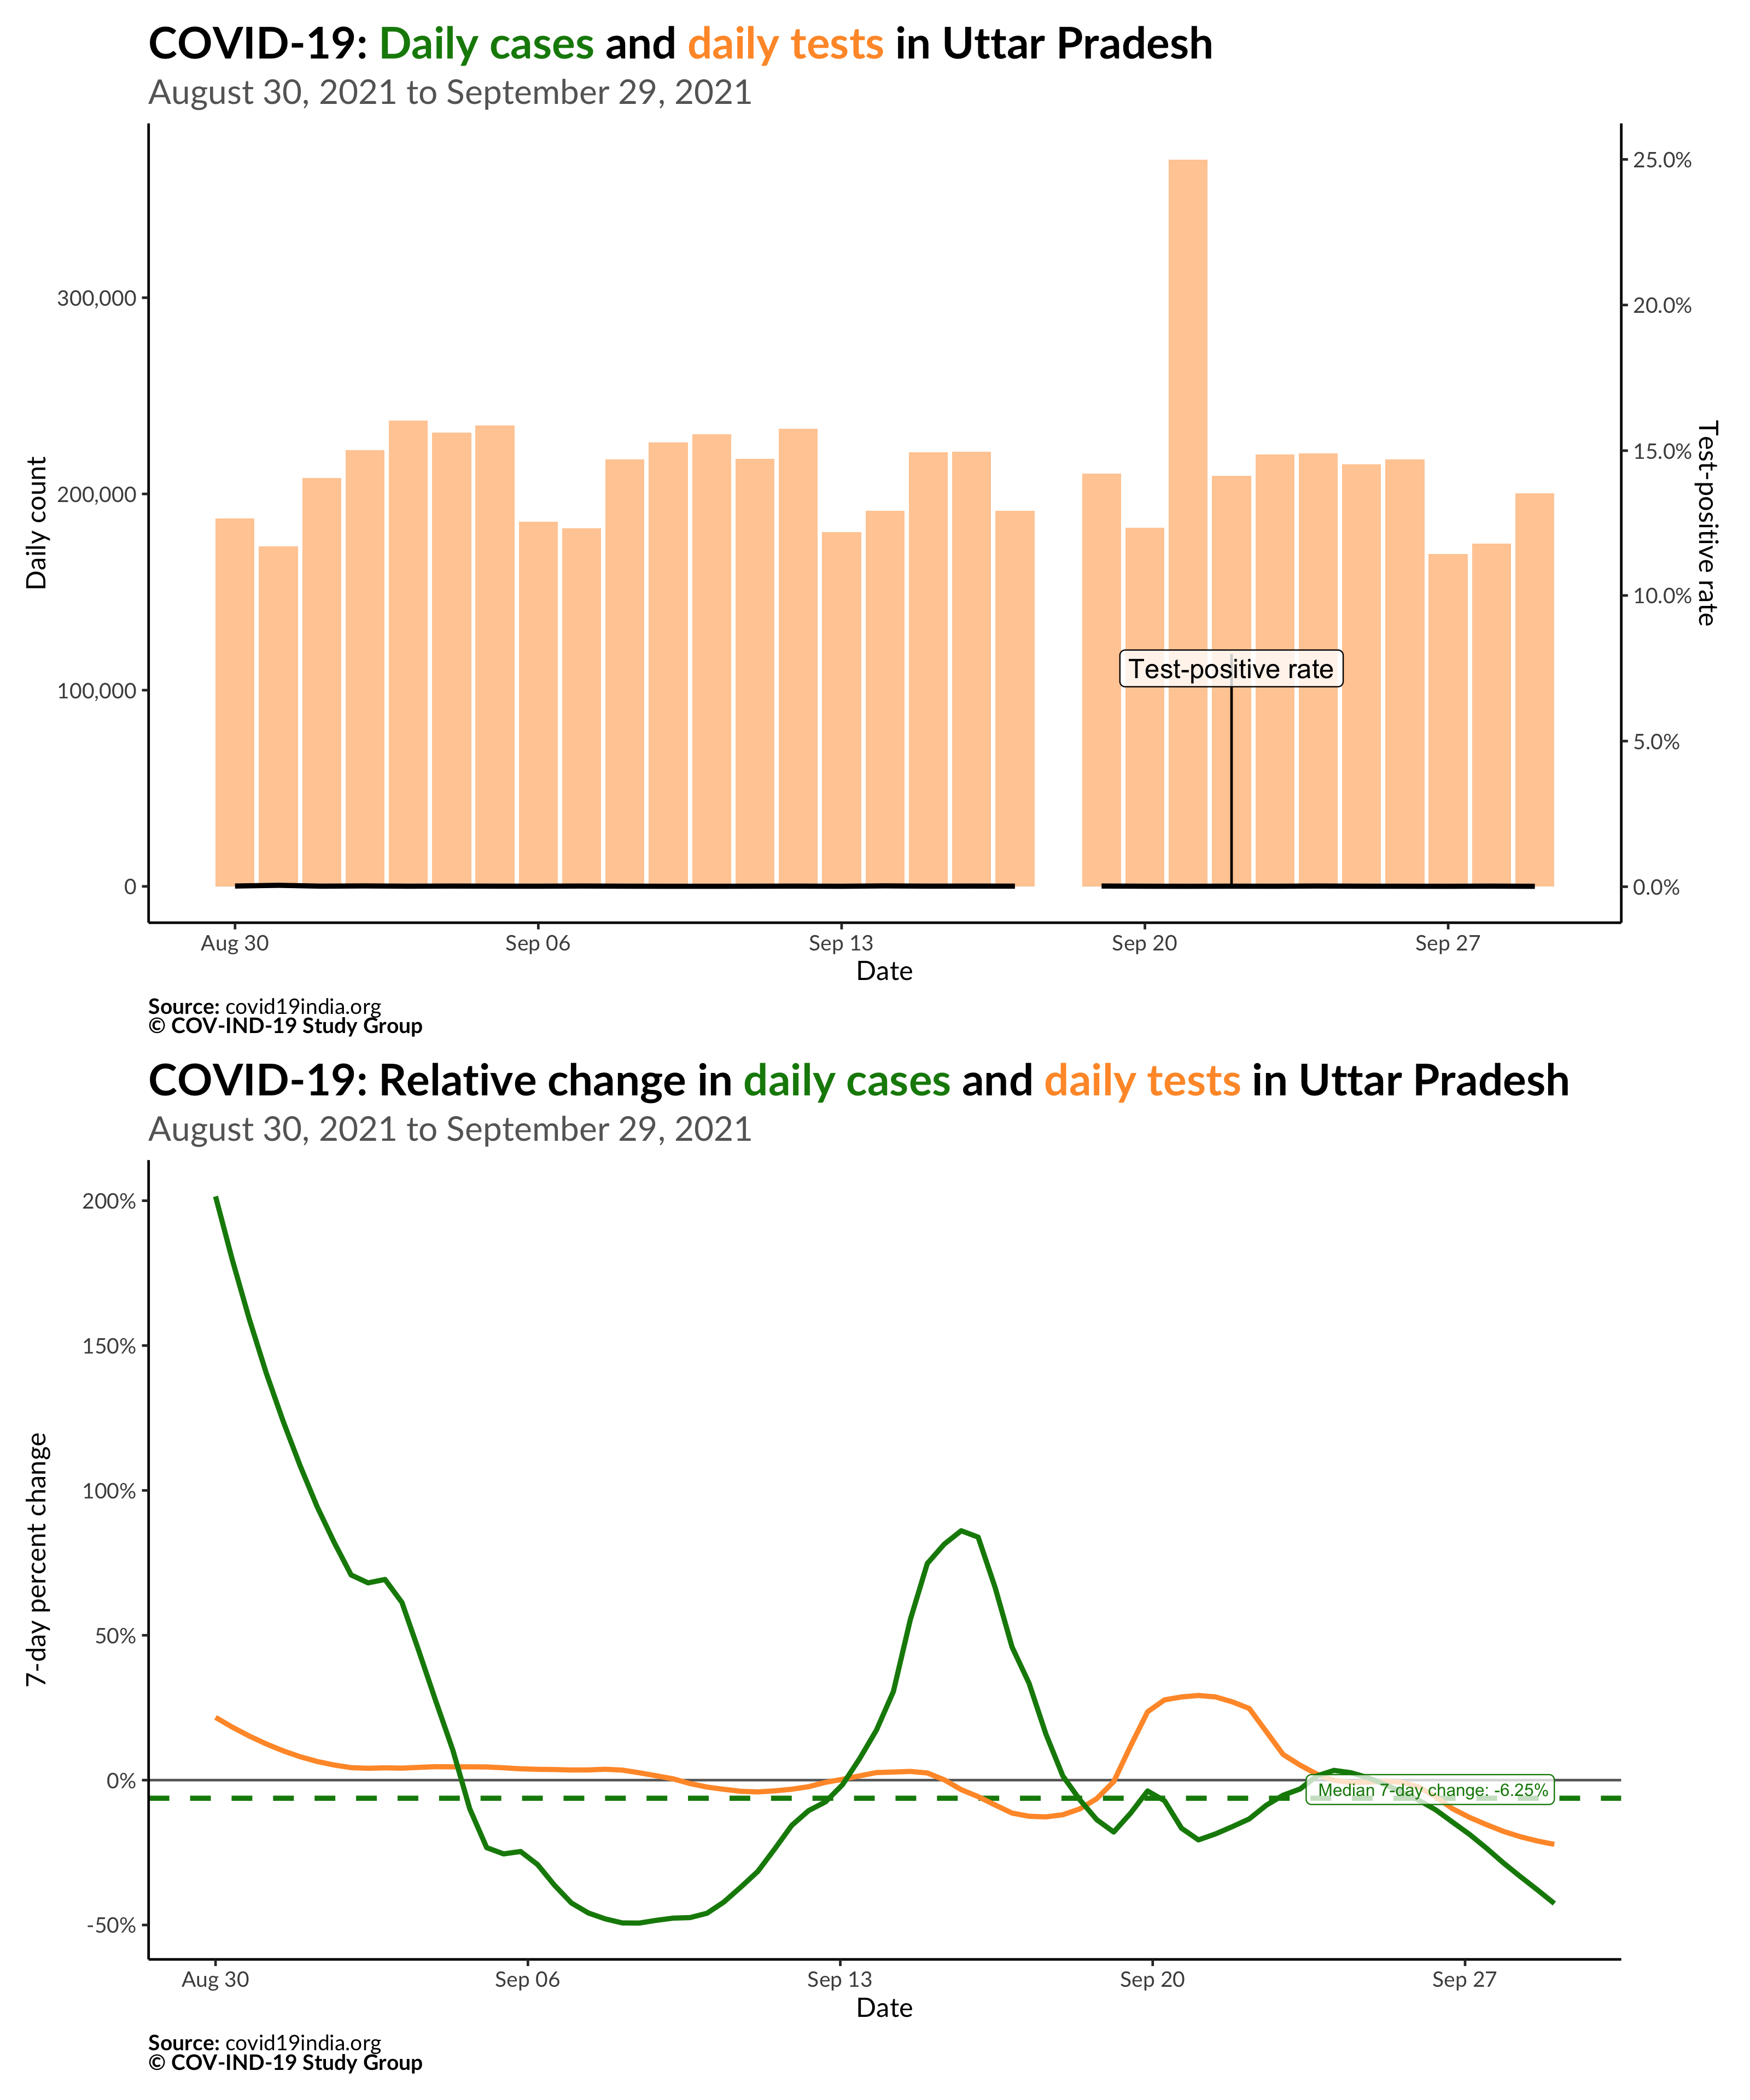 COVID-19: Daily cases and daily tests in Uttar Pradesh
August 30, 2021 to September 29, 2021
Daily count
300,000
200,000
100,000
0
25.0%
20.0%
15.0%
10.0%
5.0%
0.0%
Test-positive rate
Test-positive rate
Aug 30
Sep 06
Sep 13
Sep 20
Sep 27
Date
Source: covid19india.org
© COV-IND-19 Study Group
COVID-19: Relative change in daily cases and daily tests in Uttar Pradesh
August 30, 2021 to September 29, 2021
7-day percent change
200%
150%
100%
50%
0%
-50%
Median 7-day change: -6.25%
Aug 30
Sep 06
Sep 13
Sep 20
Sep 27
Date
Source: covid19india.org
© COV-IND-19 Study Group